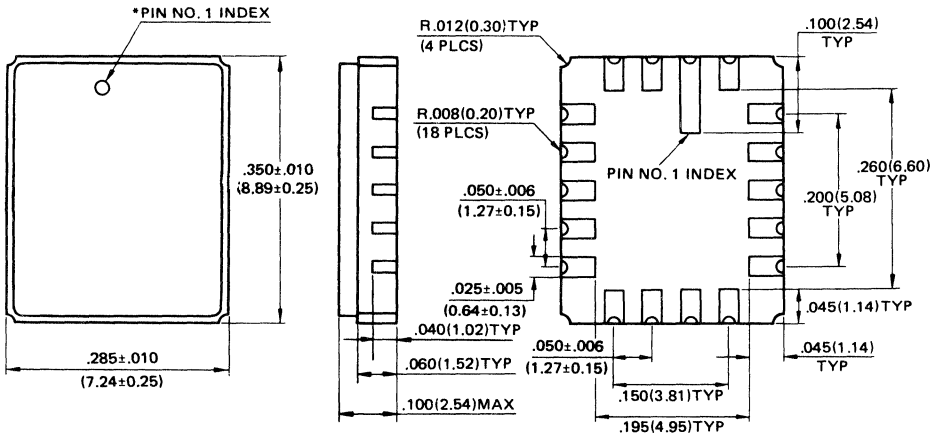 *PIN NO. 1 INDEX
.350±.010
(8.89±0.25)
.285±.010
(7.24±0.25)
R.012(0.30)TYP
(4 PLCS)
R.008(0.20)TYP
(18 PLCS)
.050±.006
(1.27±0.15)
.025±.005
(0.64±0.13)
.040(1.02)TYP
.060(1.52)TYP
.100(2.54)MAX
.100(2.54)
TYP
PIN NO. 1 INDEX
.260(6.60)
TYP
.200(5.08)
TYP
.045(1.14)TYP
.045(1.14)
TYP
.050±.006
(1.27±0.15)
.150(3.81)TYP
.195(4.95)TYP